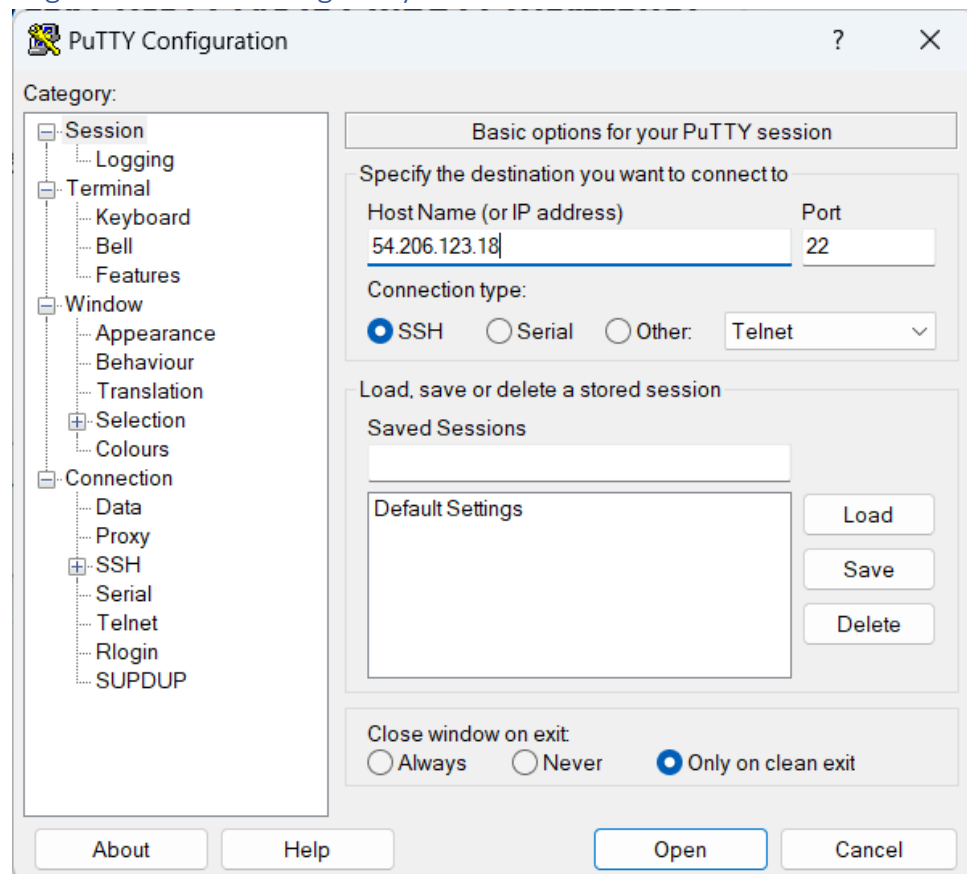 PuTTY Configuration ? ×
Category:
Session
Logging
Terminal
Keyboard
Bell
Features
Window
Appearance
Behaviour
Translation
Selection
Colours
Connection
Data
Proxy
SSH
Serial
Telnet
Rlogin
SUPDUP
Basic options for your PuTTY session
Specify the destination you want to connect to
Host Name (or IP address) Port
54.206.123.18 22
Connection type:
SSH Serial Other: Telnet
Load, save or delete a stored session
Saved Sessions
Default Settings
Load
Save
Delete
Close window on exit:
Always Never Only on clean exit
About Help Open Cancel